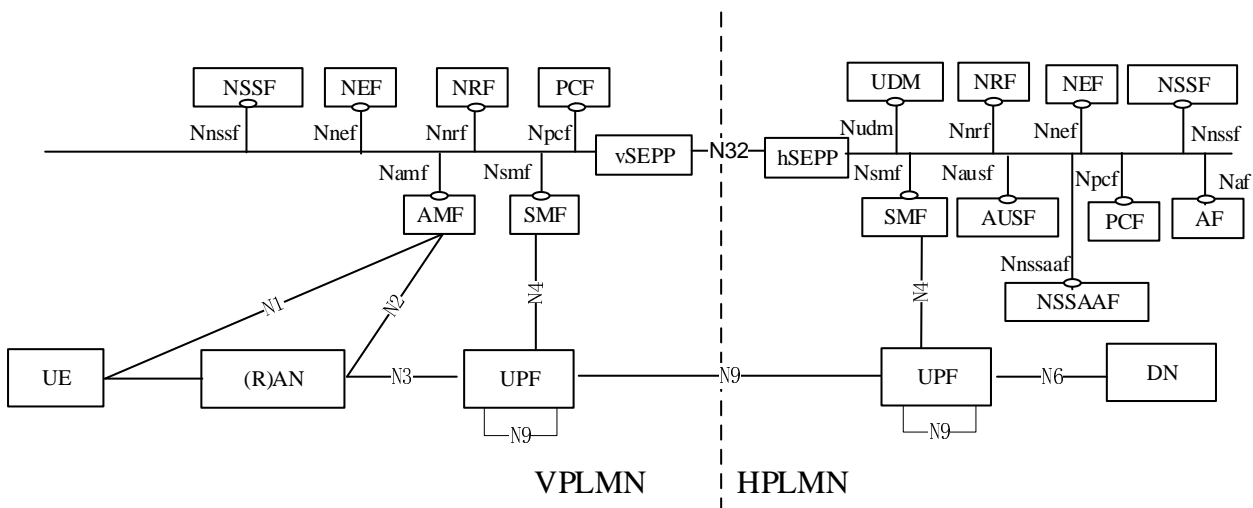 NSSF NEF NRF PCF UDM NRF NEF NSSF
Nnssf Nnef Nnrf Npcf Nudm Nnrf Nnef Nnssf
vSEPP N32 hSEPP
Namf Nsmf Nsmf Nausf Npcf Naf
AMF SMF SMF AUSF PCF AF
Nnssaaf
NSSAAF
N1 N2 N4 N4
UE (R)AN N3 UPF N9 UPF N6 DN
N9 N9
VPLMN HPLMN